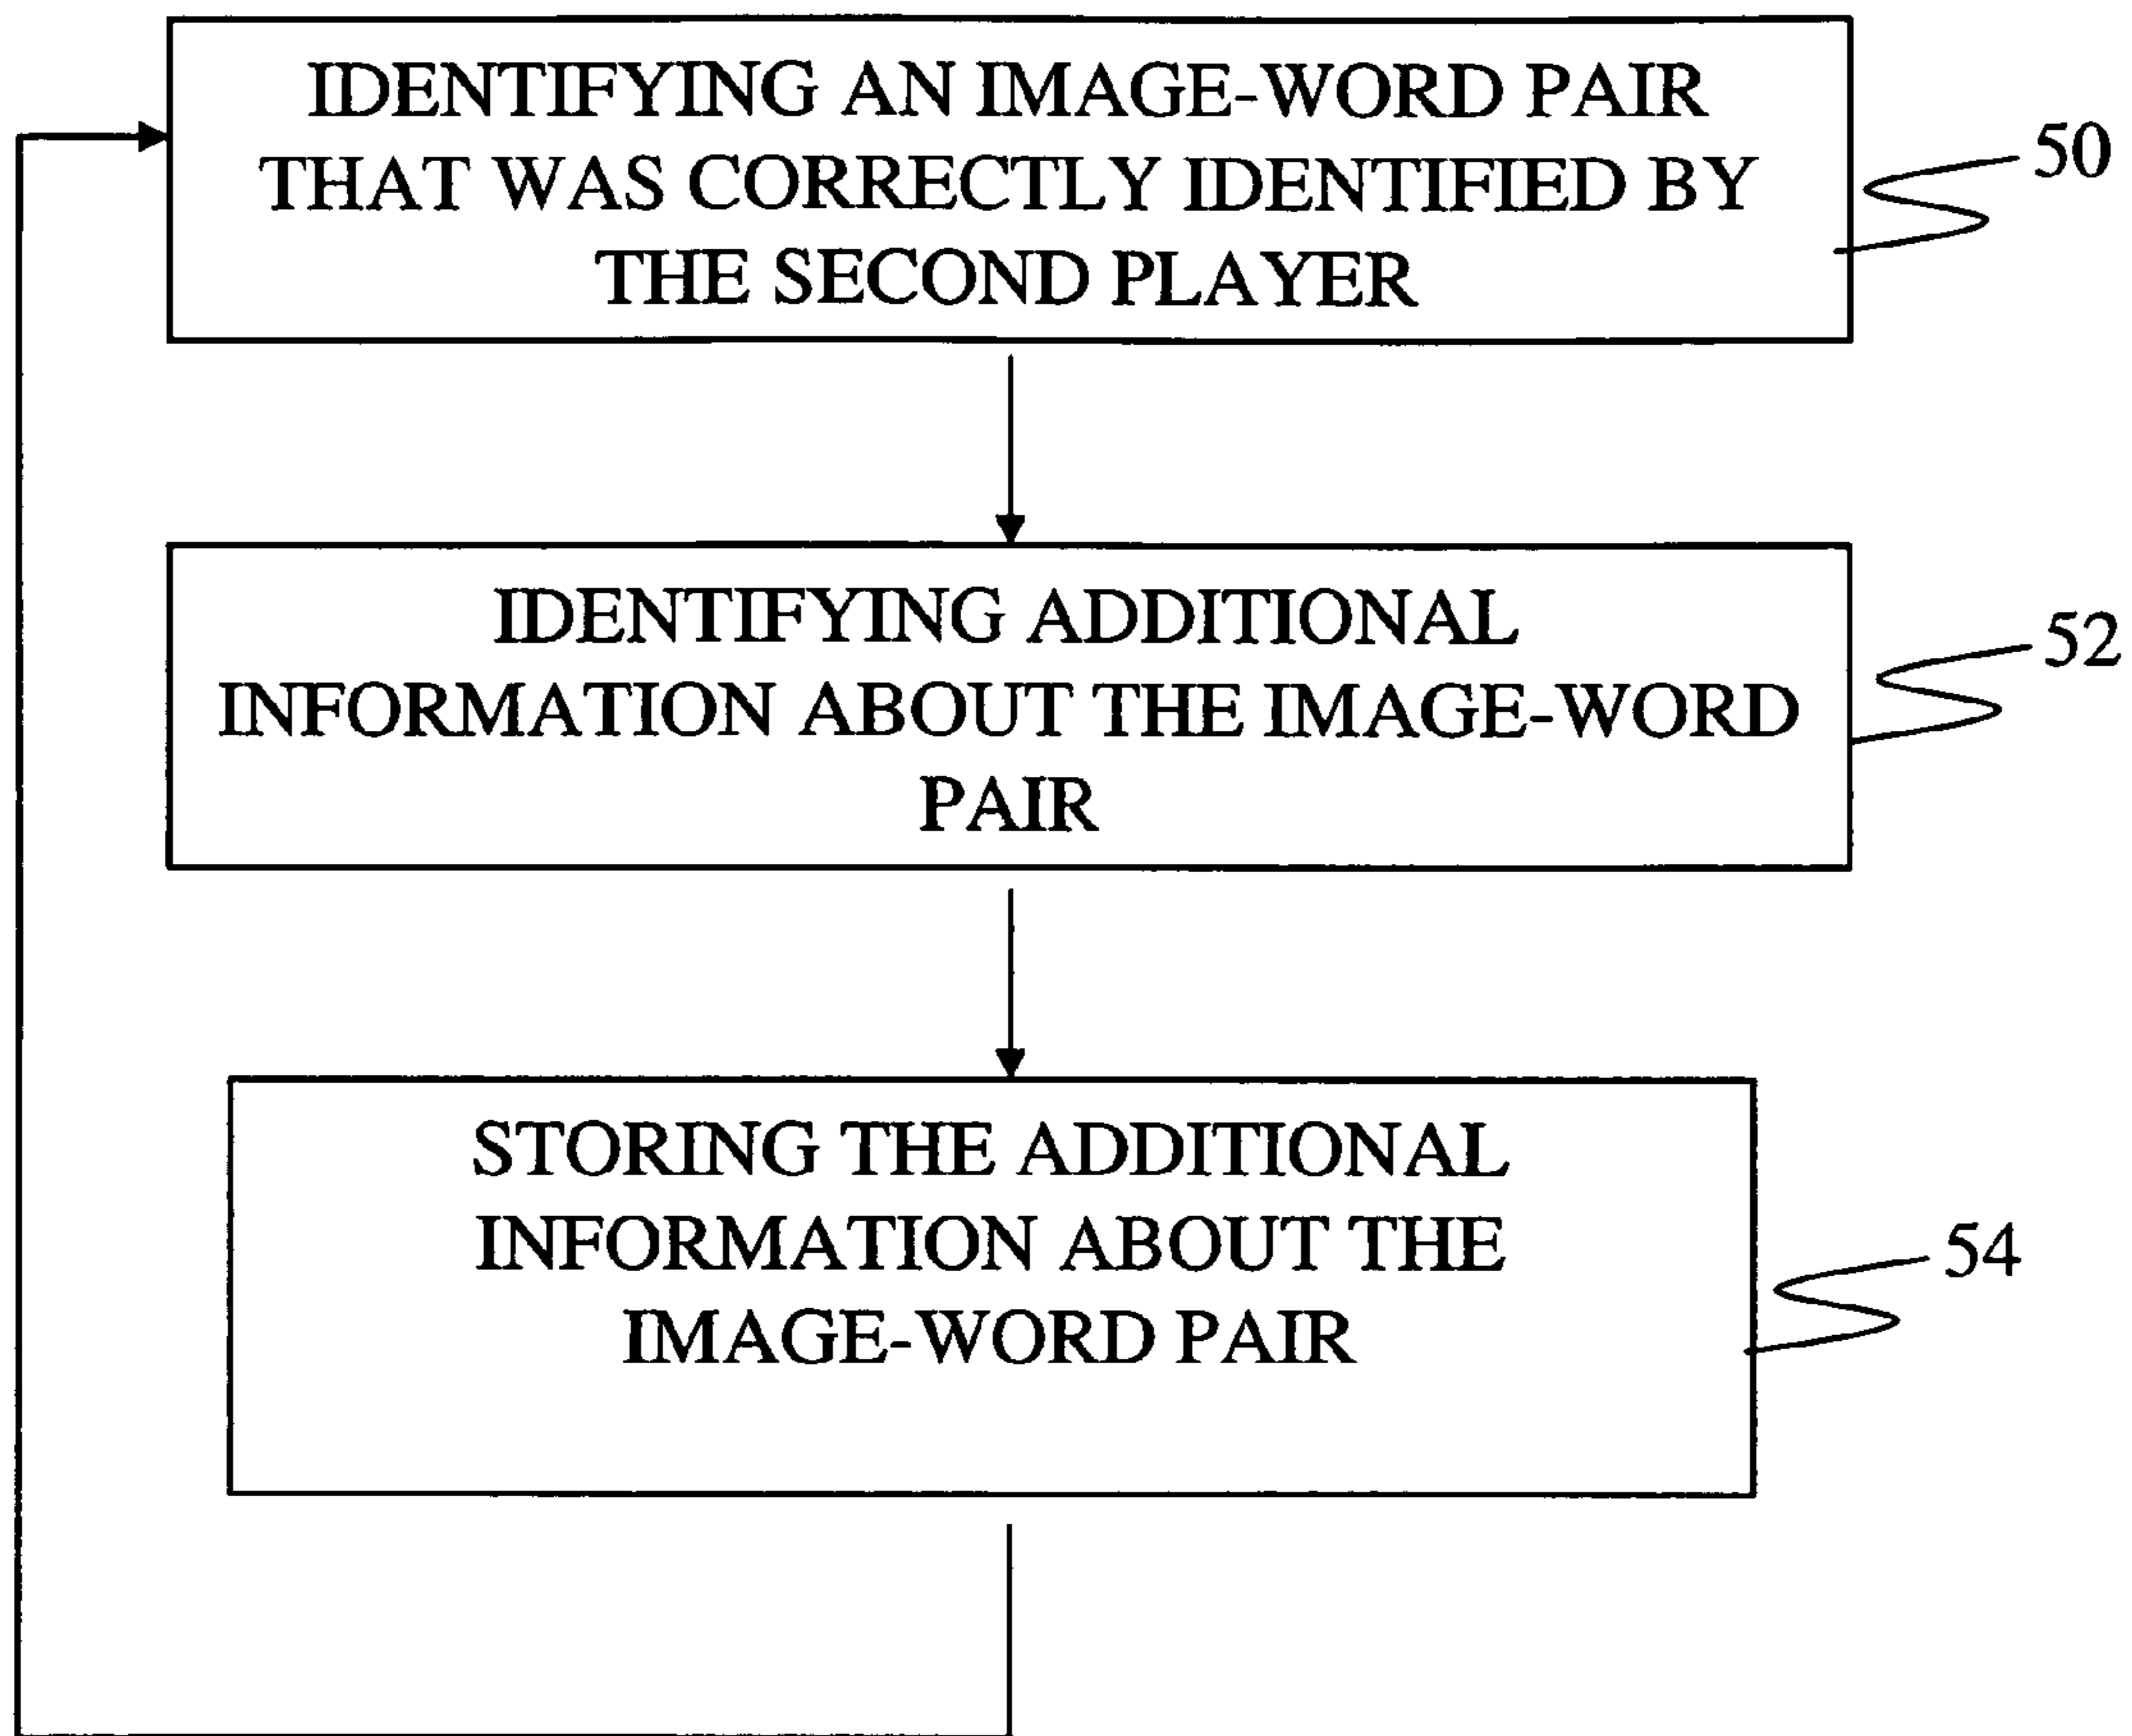 IDENTIFYING AN IMAGE-WORD PAIR
THAT WAS CORRECTLY IDENTIFIED BY
THE SECOND PLAYER
50
IDENTIFYING ADDITIONAL
INFORMATION ABOUT THE IMAGE-WORD
PAIR
52
STORING THE ADDITIONAL
INFORMATION ABOUT THE
IMAGE-WORD PAIR
54